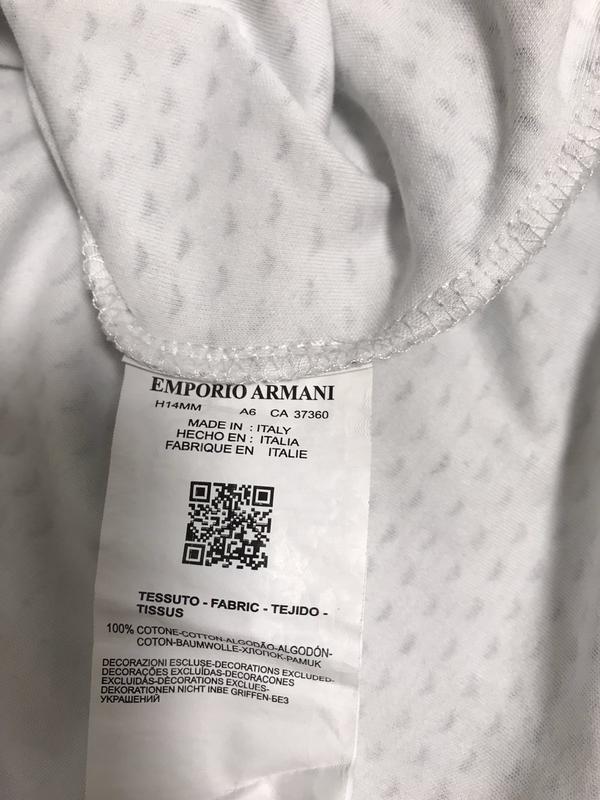 EMPORIO ARMANI
H14MM A6 CA 37360
MADE IN : ITALY
HECHO EN : ITALIA
FABRIQUE EN ITALIE
TESSUTO - FABRIC - TEJIDO -
TISSUS
100% COTONE-COTTON-ALGODÃO-ALGODÓN-
COTON-BAUMWOLLE-ХЛОПОК-PAMUK
DECORAZIONI ESCLUSE-DECORATIONS EXCLUDED-
DECORAÇÕES EXCLUÍDAS-DECORACONES
EXCLUIDÁS-DÉCORATIONS EXCLUES-
DEKORATIONEN NICHT INBE GRIFFEN-БЕЗ
УКРАШЕНИЙ